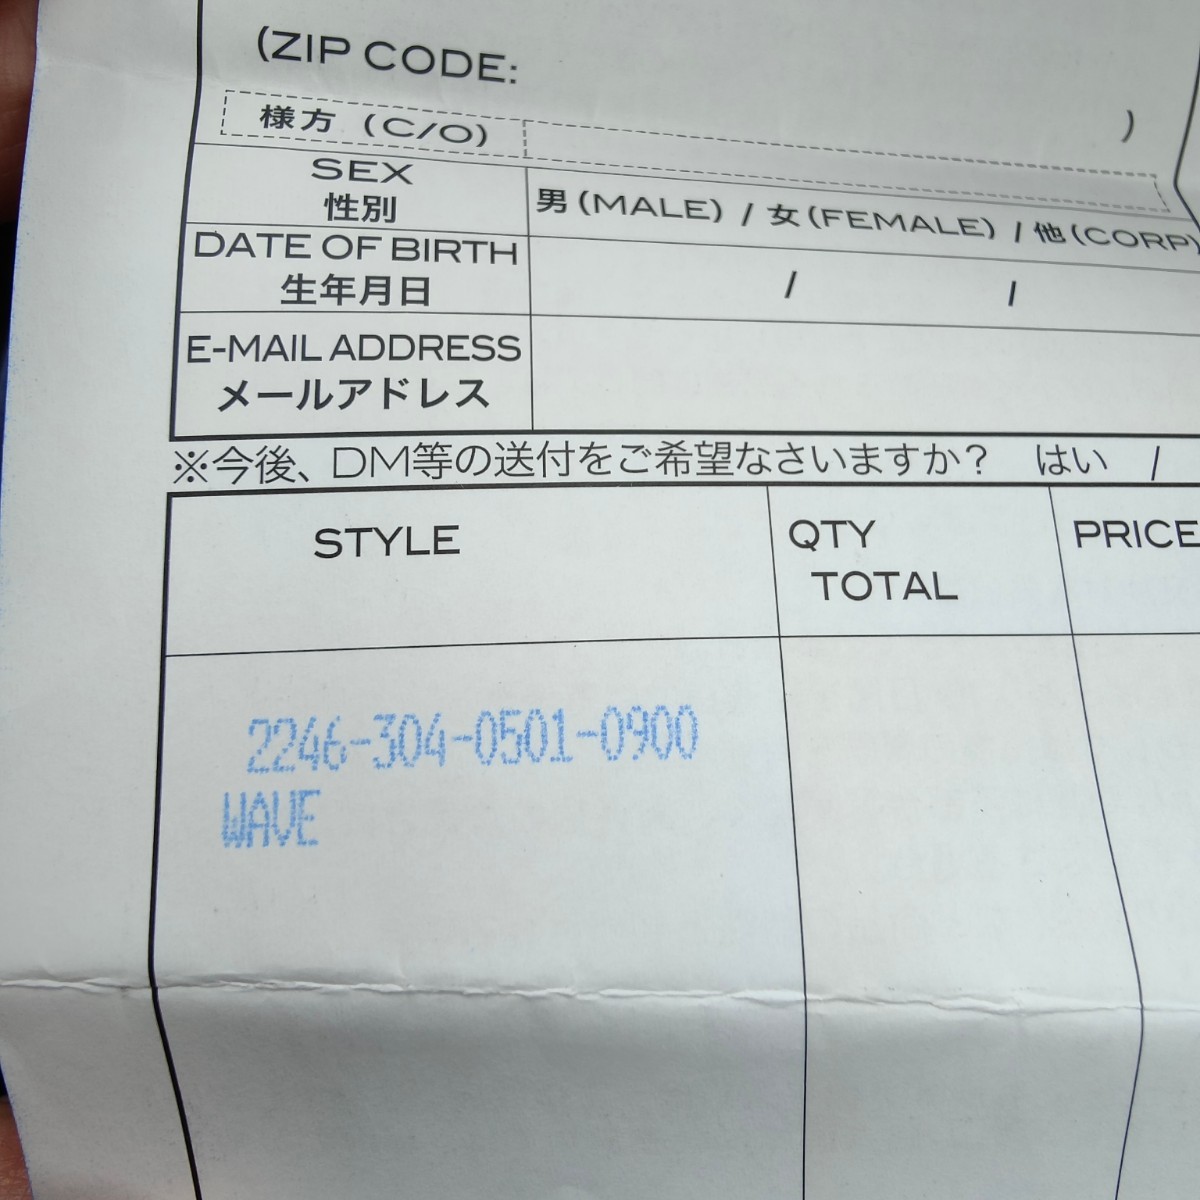 (ZIP CODE:
)
様方 (C/O)
SEX
性別
男(MALE) / 女(FEMALE) / 他(CORP)
DATE OF BIRTH
生年月日
/ /
E-MAIL ADDRESS
メールアドレス
※今後、DM等の送付をご希望なさいますか? はい /
STYLE
QTY
TOTAL
PRICE
2246-304-0501-0900
WAVE